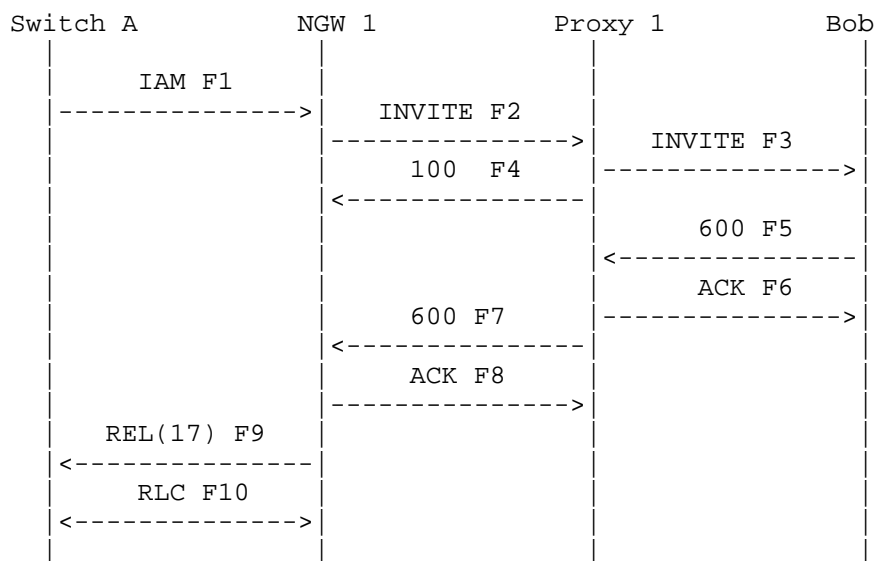 Switch A NGW 1 Proxy 1 Bob
IAM F1
INVITE F2
INVITE F3
100 F4
600 F5
ACK F6
600 F7
ACK F8
REL(17) F9
RLC F10